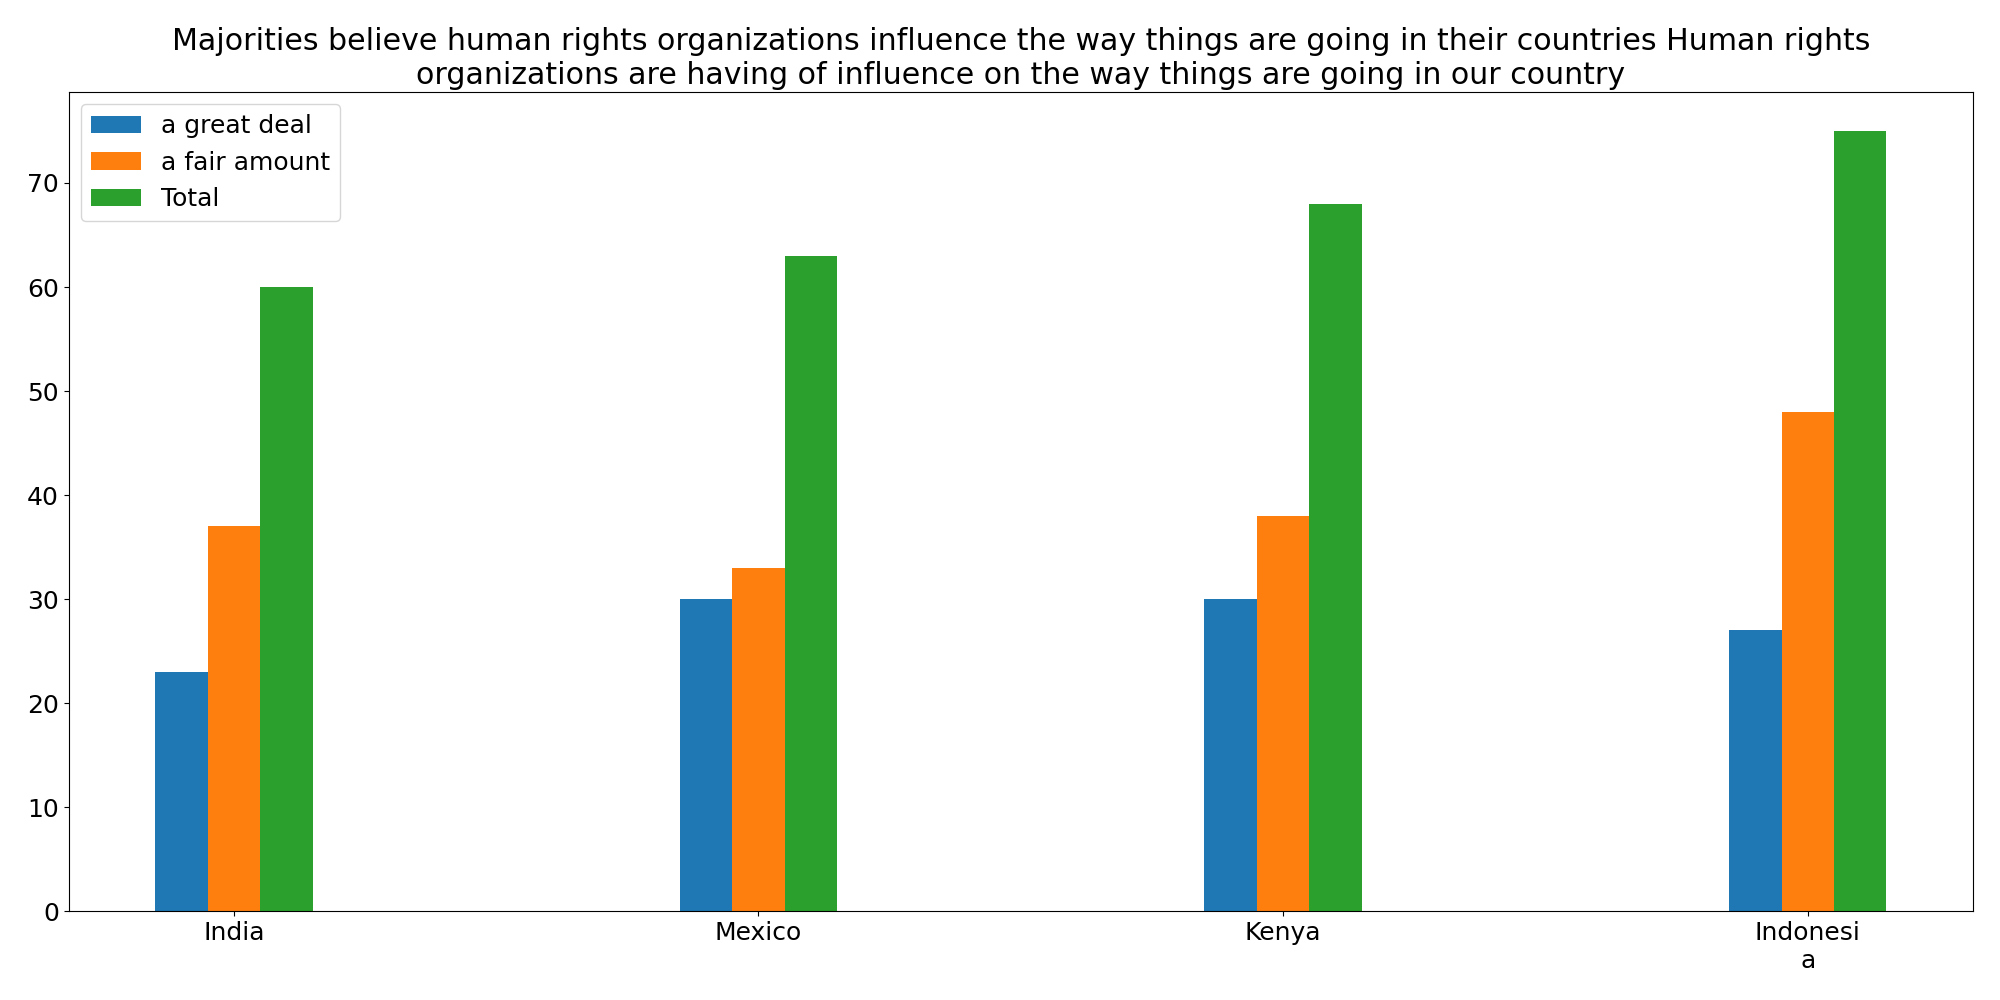 Majorities believe human rights organizations influence the way things are going in their countries Human rights
organizations are having of influence on the way things are going in our country
a great deal
a fair amount
Total
70
60
50
40
30
20
10
0
India
Mexico
Kenya
Indonesi
a